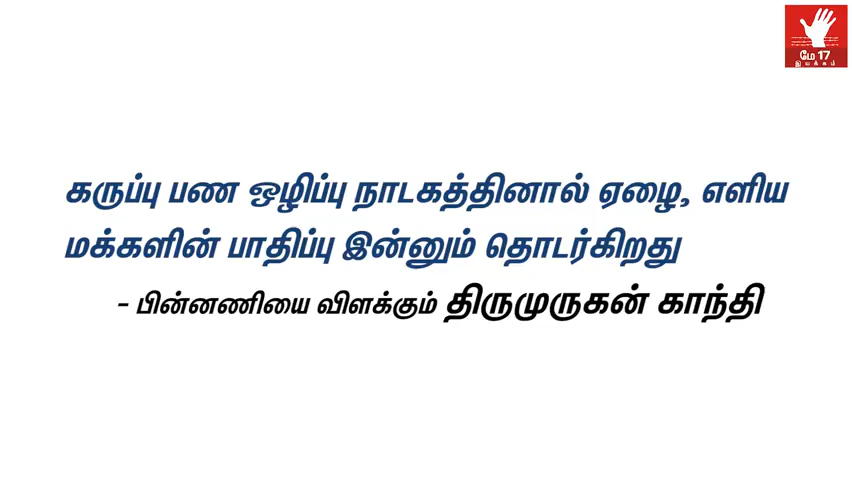 மே 17
இயக்கம்
கருப்பு பண ஒழிப்பு நாடகத்தினால் ஏழை, எளிய
மக்களின் பாதிப்பு இன்னும் தொடர்கிறது
- பின்னணியை விளக்கும் திருமுருகன் காந்தி